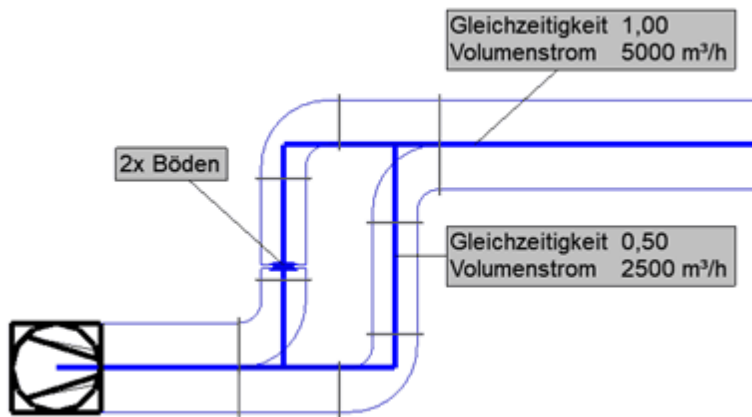 Gleichzeitigkeit 1,00
Volumenstrom 5000 m³/h
2x Böden
Gleichzeitigkeit 0,50
Volumenstrom 2500 m³/h